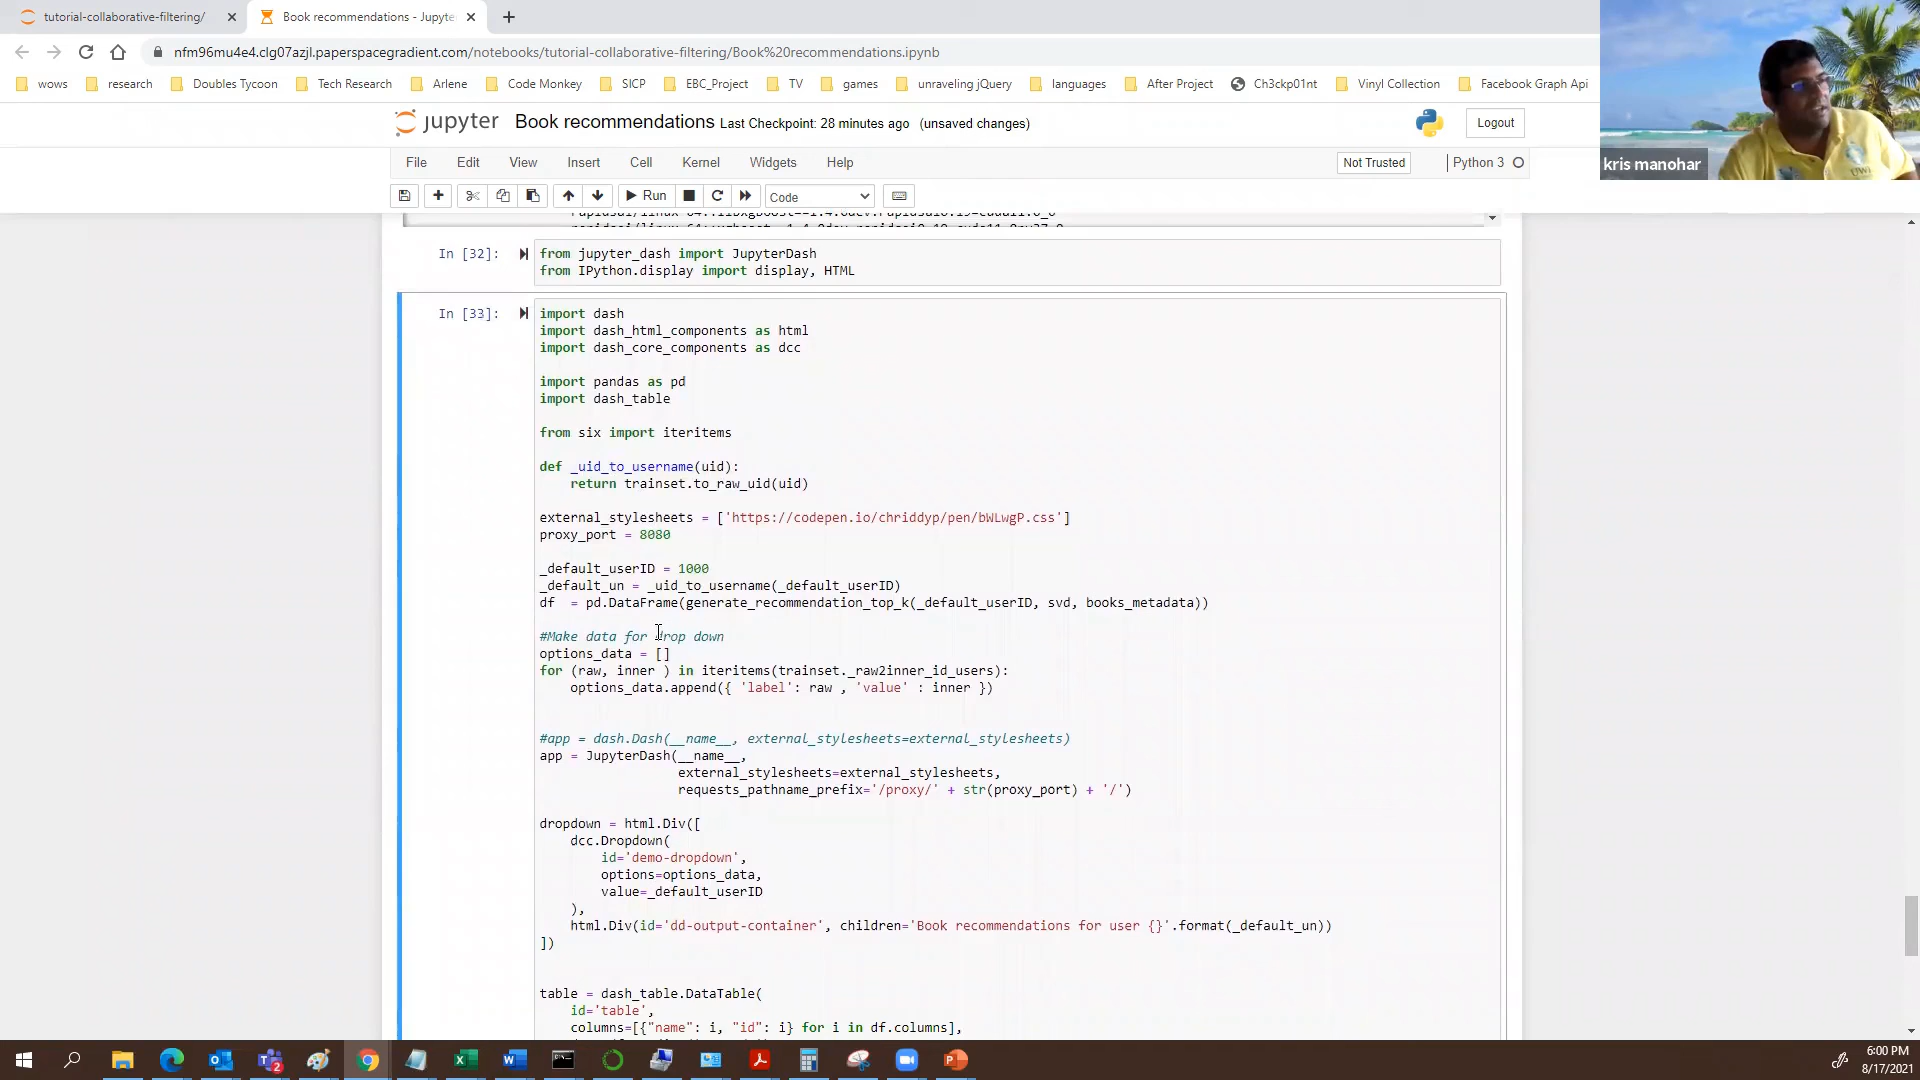 tutorial-collaborative-filtering/
Book recommendations - Jupyte
nfm96mu4e4.clg07azjl.paperspacegradient.com/notebooks/tutorial-collaborative-filtering/Book%20recommendations.ipynb
wows research Doubles Tycoon Tech Research Arlene Code Monkey SICP EBC_Project TV games unraveling jQuery languages After Project Ch3ckp01nt Vinyl Collection Facebook Graph Api
kris manohar
jupyter Book recommendations Last Checkpoint: 28 minutes ago (unsaved changes)
Logout
File Edit View Insert Cell Kernel Widgets Help
Not Trusted
Python 3
Run
Code
In [32]:
from jupyter_dash import JupyterDash
from IPython.display import display, HTML
In [33]:
import dash
import dash_html_components as html
import dash_core_components as dcc
import pandas as pd
import dash_table
from six import iteritems
def _uid_to_username(uid):
return trainset.to_raw_uid(uid)
external_stylesheets = ['https://codepen.io/chriddyp/pen/bWLwgP.css']
proxy_port = 8080
_default_userID = 1000
_default_un = _uid_to_username(_default_userID)
df = pd.DataFrame(generate_recommendation_top_k(_default_userID, svd, books_metadata))
#Make data for drop down
options_data = []
for (raw, inner ) in iteritems(trainset._raw2inner_id_users):
options_data.append({ 'label': raw , 'value' : inner })
#app = dash.Dash(__name__, external_stylesheets=external_stylesheets)
app = JupyterDash(__name__,
external_stylesheets=external_stylesheets,
requests_pathname_prefix='/proxy/' + str(proxy_port) + '/')
dropdown = html.Div([
dcc.Dropdown(
id='demo-dropdown',
options=options_data,
value=_default_userID
),
html.Div(id='dd-output-container', children='Book recommendations for user {}'.format(_default_un))
])
table = dash_table.DataTable(
id='table',
columns=[{"name": i, "id": i} for i in df.columns],
6:00 PM
8/17/2021